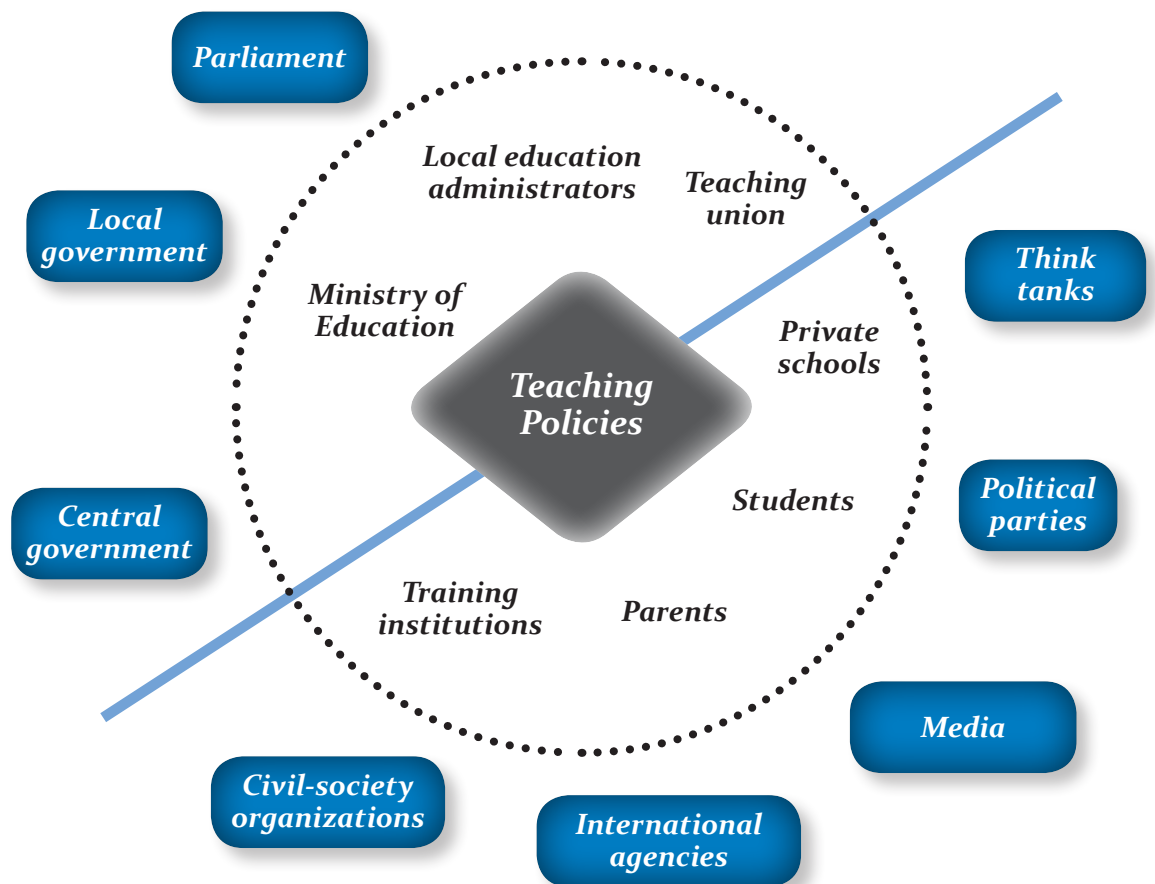 Parliament
Local education
administrators
Teaching
union
Local
government
Think
tanks
Ministry of
Education
Private
schools
Teaching
Policies
Central
government
Students
Political
parties
Training
institutions
Parents
Media
Civil-society
organizations
International
agencies